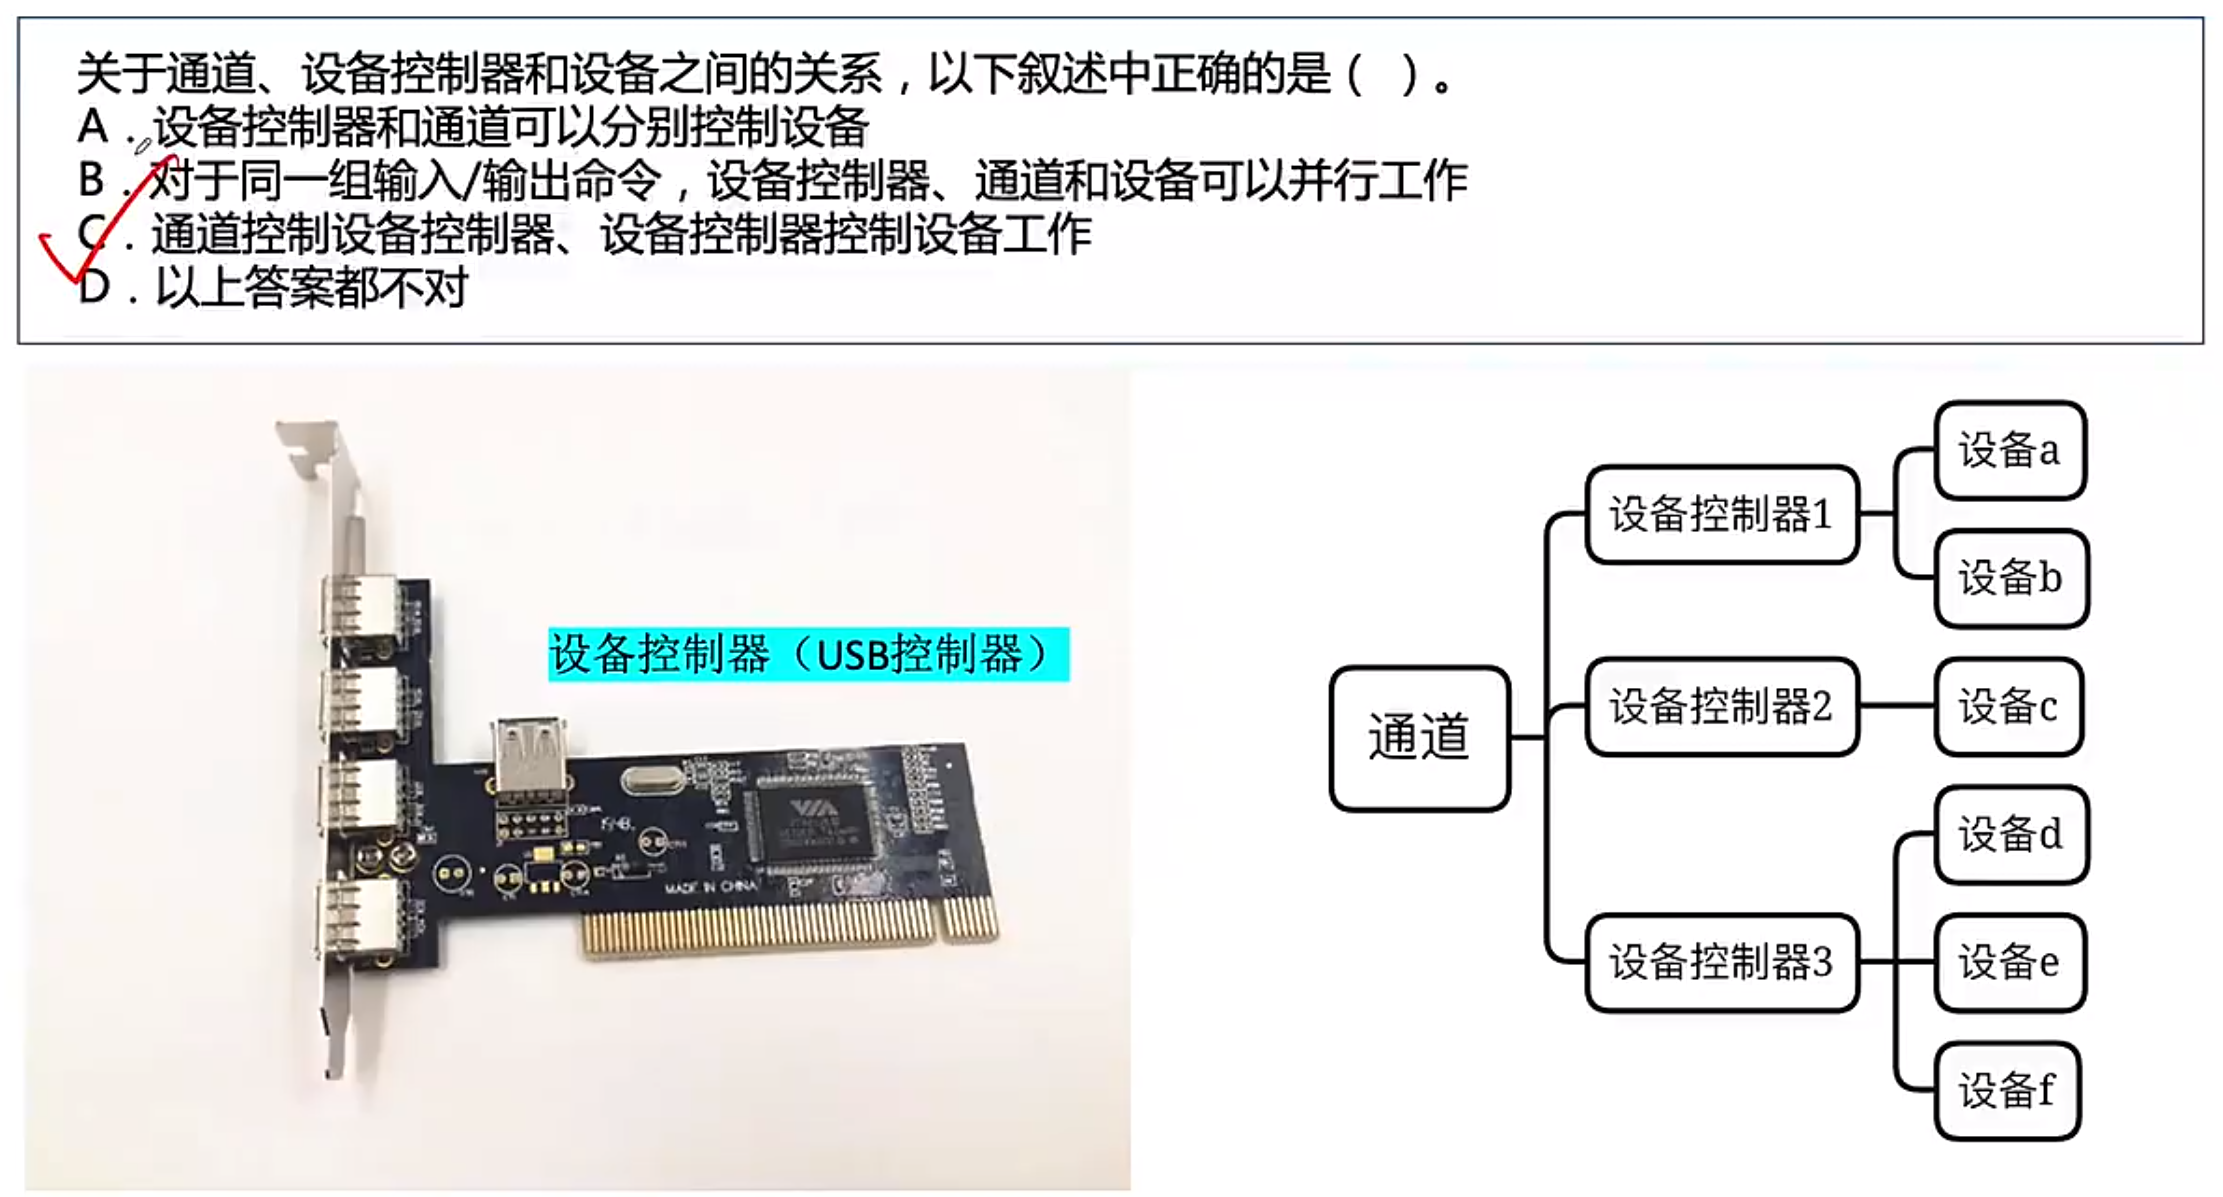 关于通道、设备控制器和设备之间的关系，以下叙述中正确的是（ ）。
A．设备控制器和通道可以分别控制设备
B．对于同一组输入/输出命令，设备控制器、通道和设备可以并行工作
C．通道控制设备控制器、设备控制器控制设备工作
D．以上答案都不对
设备控制器（USB控制器）
VIA
MADE IN CHINA
通道
设备控制器1
设备a
设备b
设备控制器2
设备c
设备控制器3
设备d
设备e
设备f